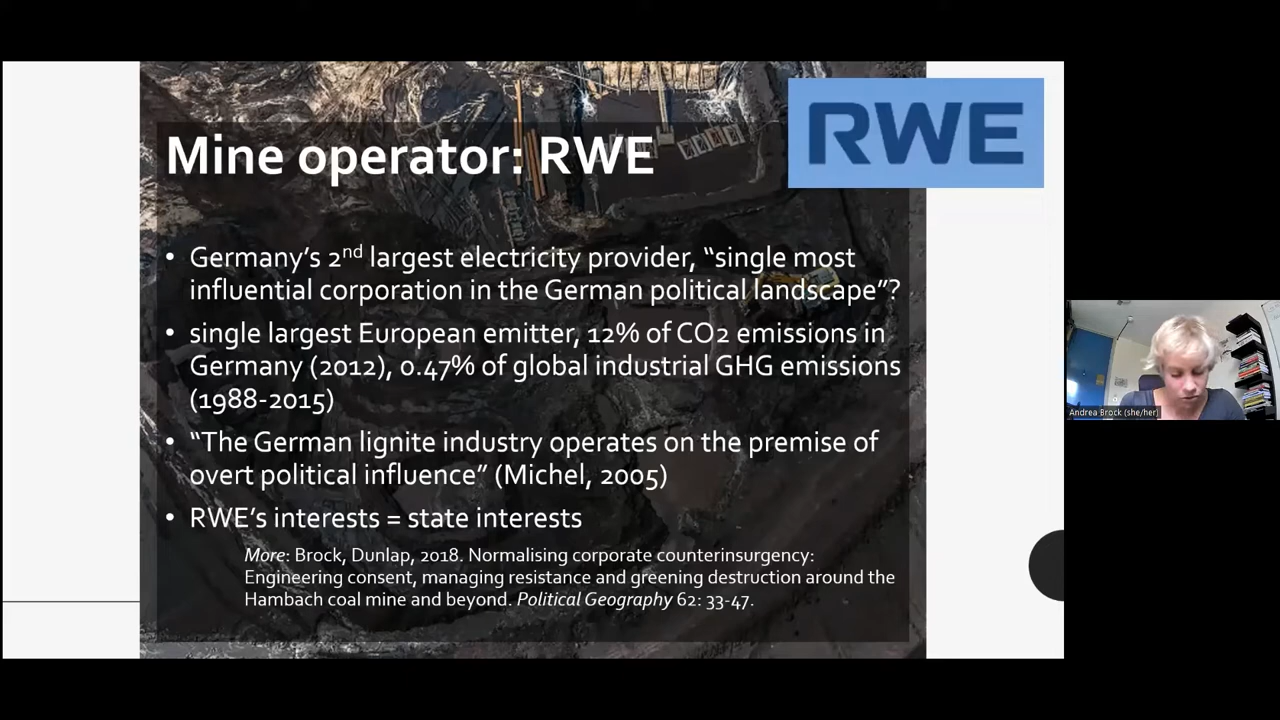 RWE
Mine operator: RWE
• Germany’s 2nd largest electricity provider, “single most
influential corporation in the German political landscape”?
• single largest European emitter, 12% of CO2 emissions in
Germany (2012), 0.47% of global industrial GHG emissions
(1988-2015)
• “The German lignite industry operates on the premise of
overt political influence” (Michel, 2005)
• RWE’s interests = state interests
More: Brock, Dunlap, 2018. Normalising corporate counterinsurgency:
Engineering consent, managing resistance and greening destruction around the
Hambach coal mine and beyond. Political Geography 62: 33-47.
Andrea Brock (she/her)